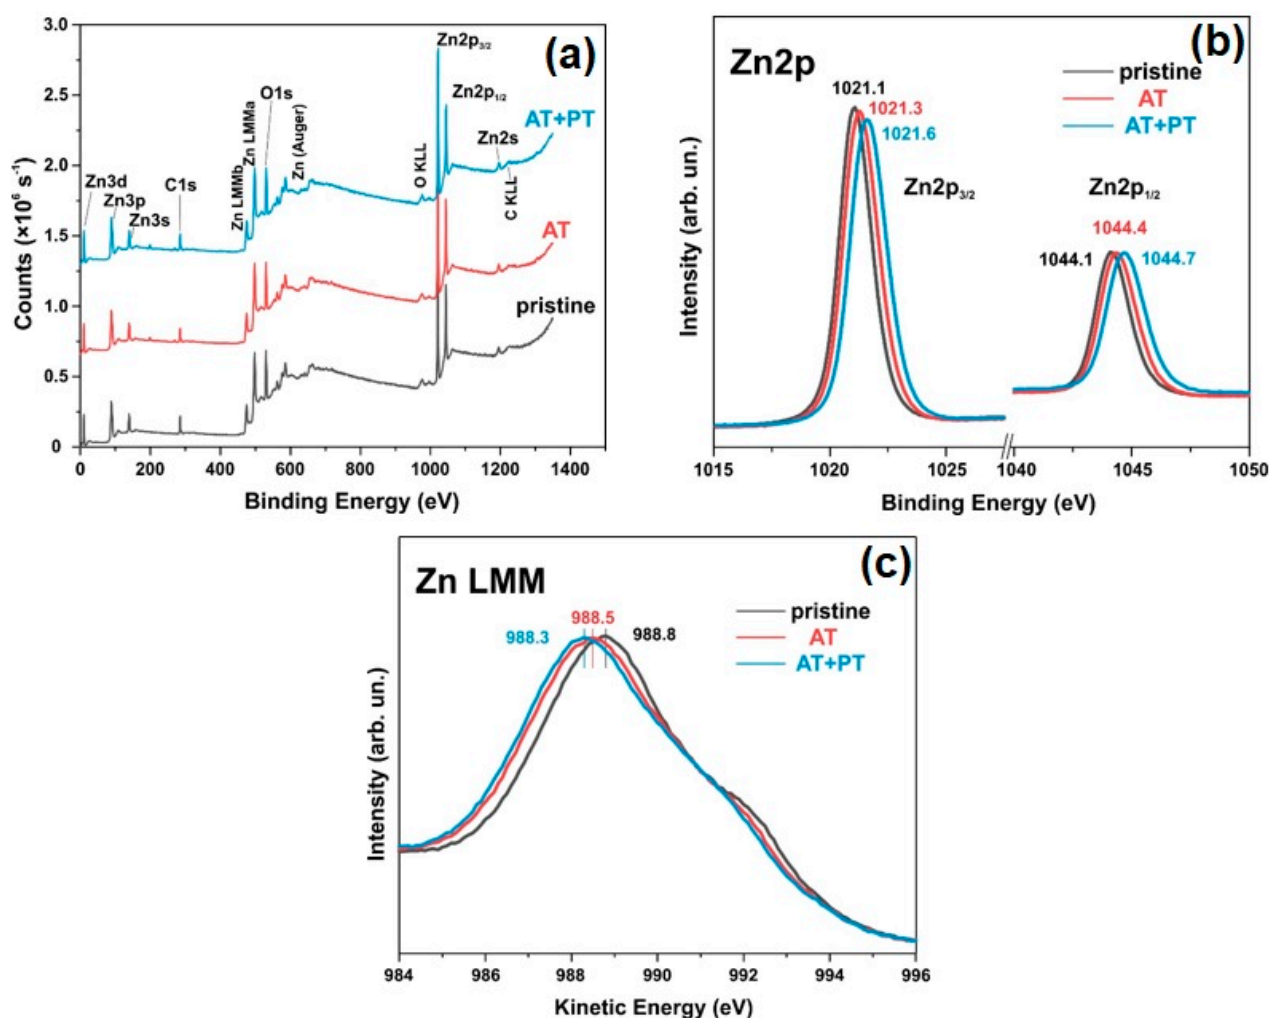 (a)
Counts (×10⁶ s⁻¹)
3.0
2.5
2.0
1.5
1.0
0.5
0
Zn3d
Zn3p
Zn3s
C1s
Zn LMMb
Zn LMMa
O1s
Zn (Auger)
O KLL
Zn2p3/2
Zn2p1/2
Zn2s
C KLL
AT+PT
AT
pristine
0 200 400 600 800 1000 1200 1400
Binding Energy (eV)
(b)
Zn2p
pristine
AT
AT+PT
1021.1
1021.3
1021.6
Zn2p3/2
Zn2p1/2
1044.4
1044.1
1044.7
Intensity (arb. un.)
1015 1020 1025 1040 1045 1050
Binding Energy (eV)
(c)
Zn LMM
pristine
AT
AT+PT
988.5
988.3
988.8
Intensity (arb. un.)
984 986 988 990 992 994 996
Kinetic Energy (eV)